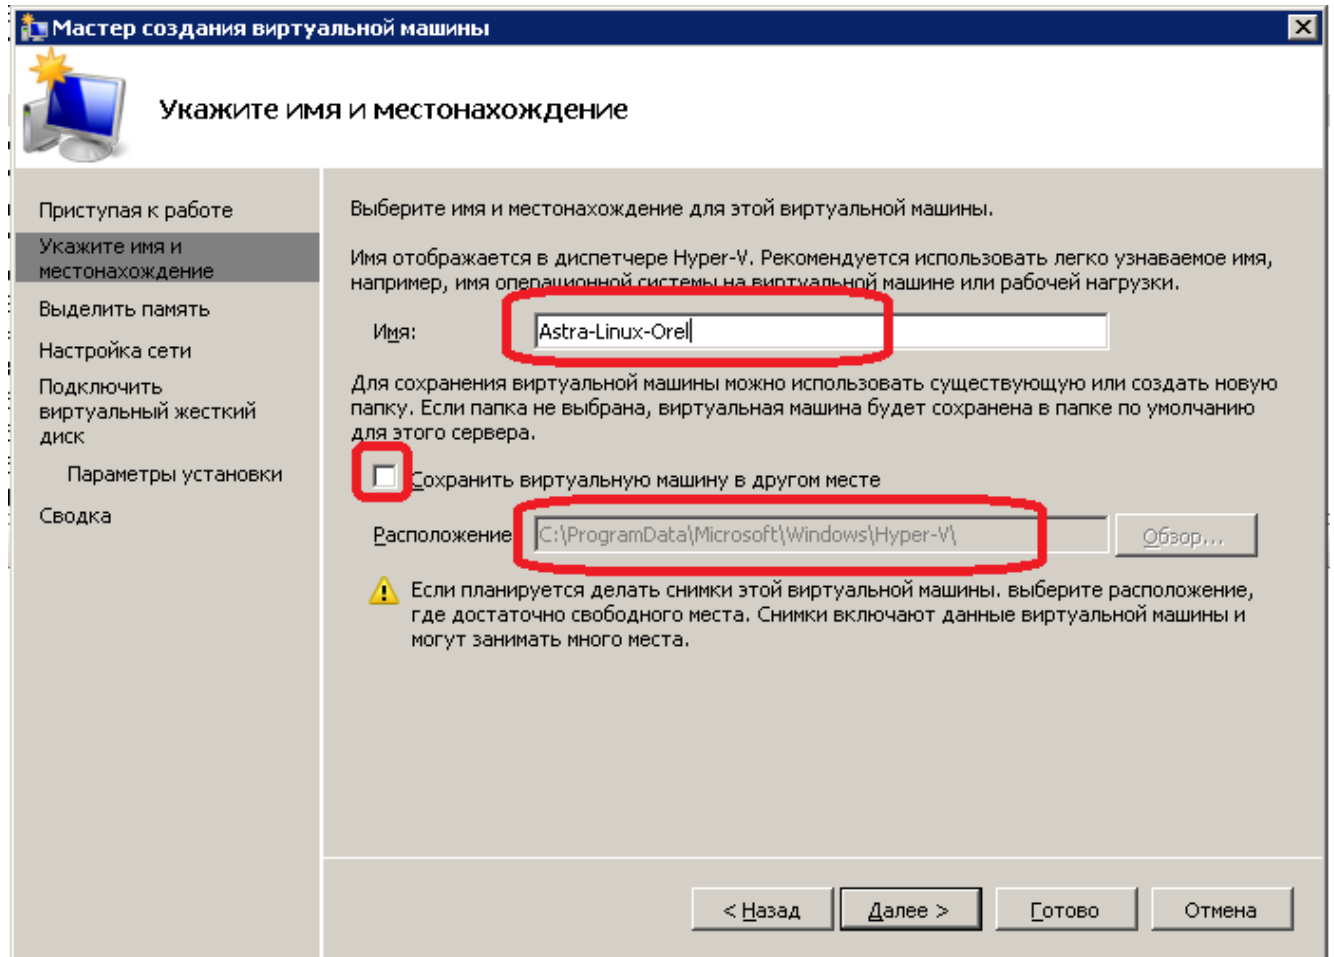 Мастер создания виртуальной машины
Укажите имя и местонахождение
Приступая к работе
Укажите имя и
местонахождение
Выделить память
Настройка сети
Подключить
виртуальный жесткий
диск
Параметры установки
Сводка
Выберите имя и местонахождение для этой виртуальной машины.
Имя отображается в диспетчере Hyper-V. Рекомендуется использовать легко узнаваемое имя,
например, имя операционной системы на виртуальной машине или рабочей нагрузки.
Имя:
Astra-Linux-Orel
Для сохранения виртуальной машины можно использовать существующую или создать новую
папку. Если папка не выбрана, виртуальная машина будет сохранена в папке по умолчанию
для этого сервера.
Сохранить виртуальную машину в другом месте
Расположение
C:\ProgramData\Microsoft\Windows\Hyper-V\
Обзор...
Если планируется делать снимки этой виртуальной машины. выберите расположение,
где достаточно свободного места. Снимки включают данные виртуальной машины и
могут занимать много места.
< Назад
Далее >
Готово
Отмена